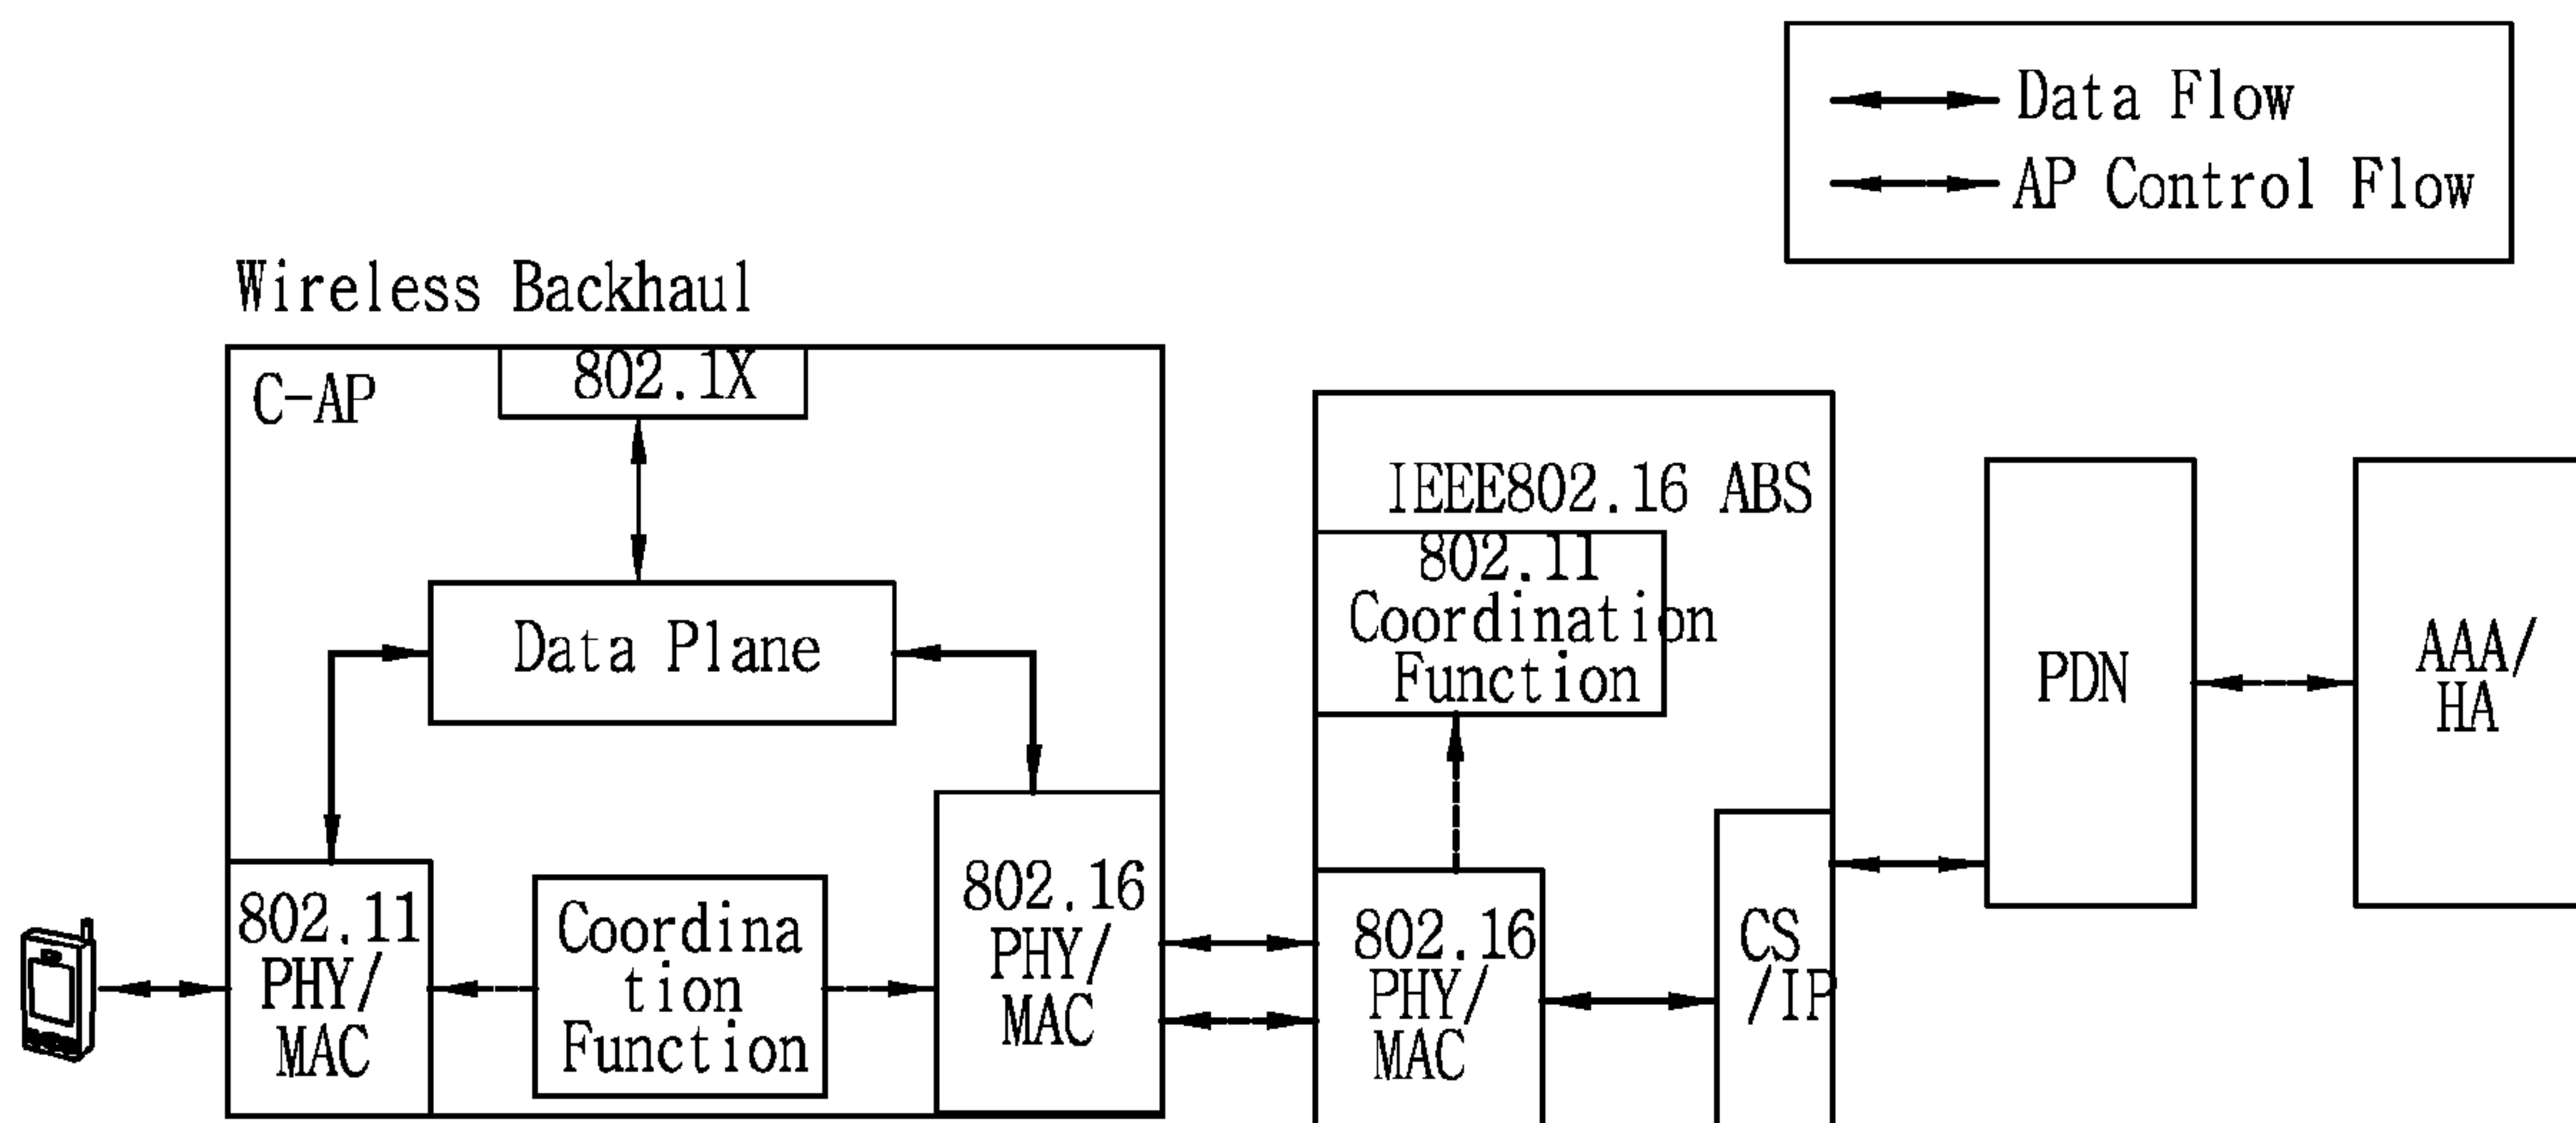 Data Flow
AP Control Flow
Wireless Backhaul
C-AP
802.1X
Data Plane
802.11
PHY/
MAC
Coordina
tion
Function
802.16
PHY/
MAC
IEEE802.16 ABS
802.11
Coordination
Function
802.16
PHY/
MAC
CS
/IP
PDN
AAA/
HA